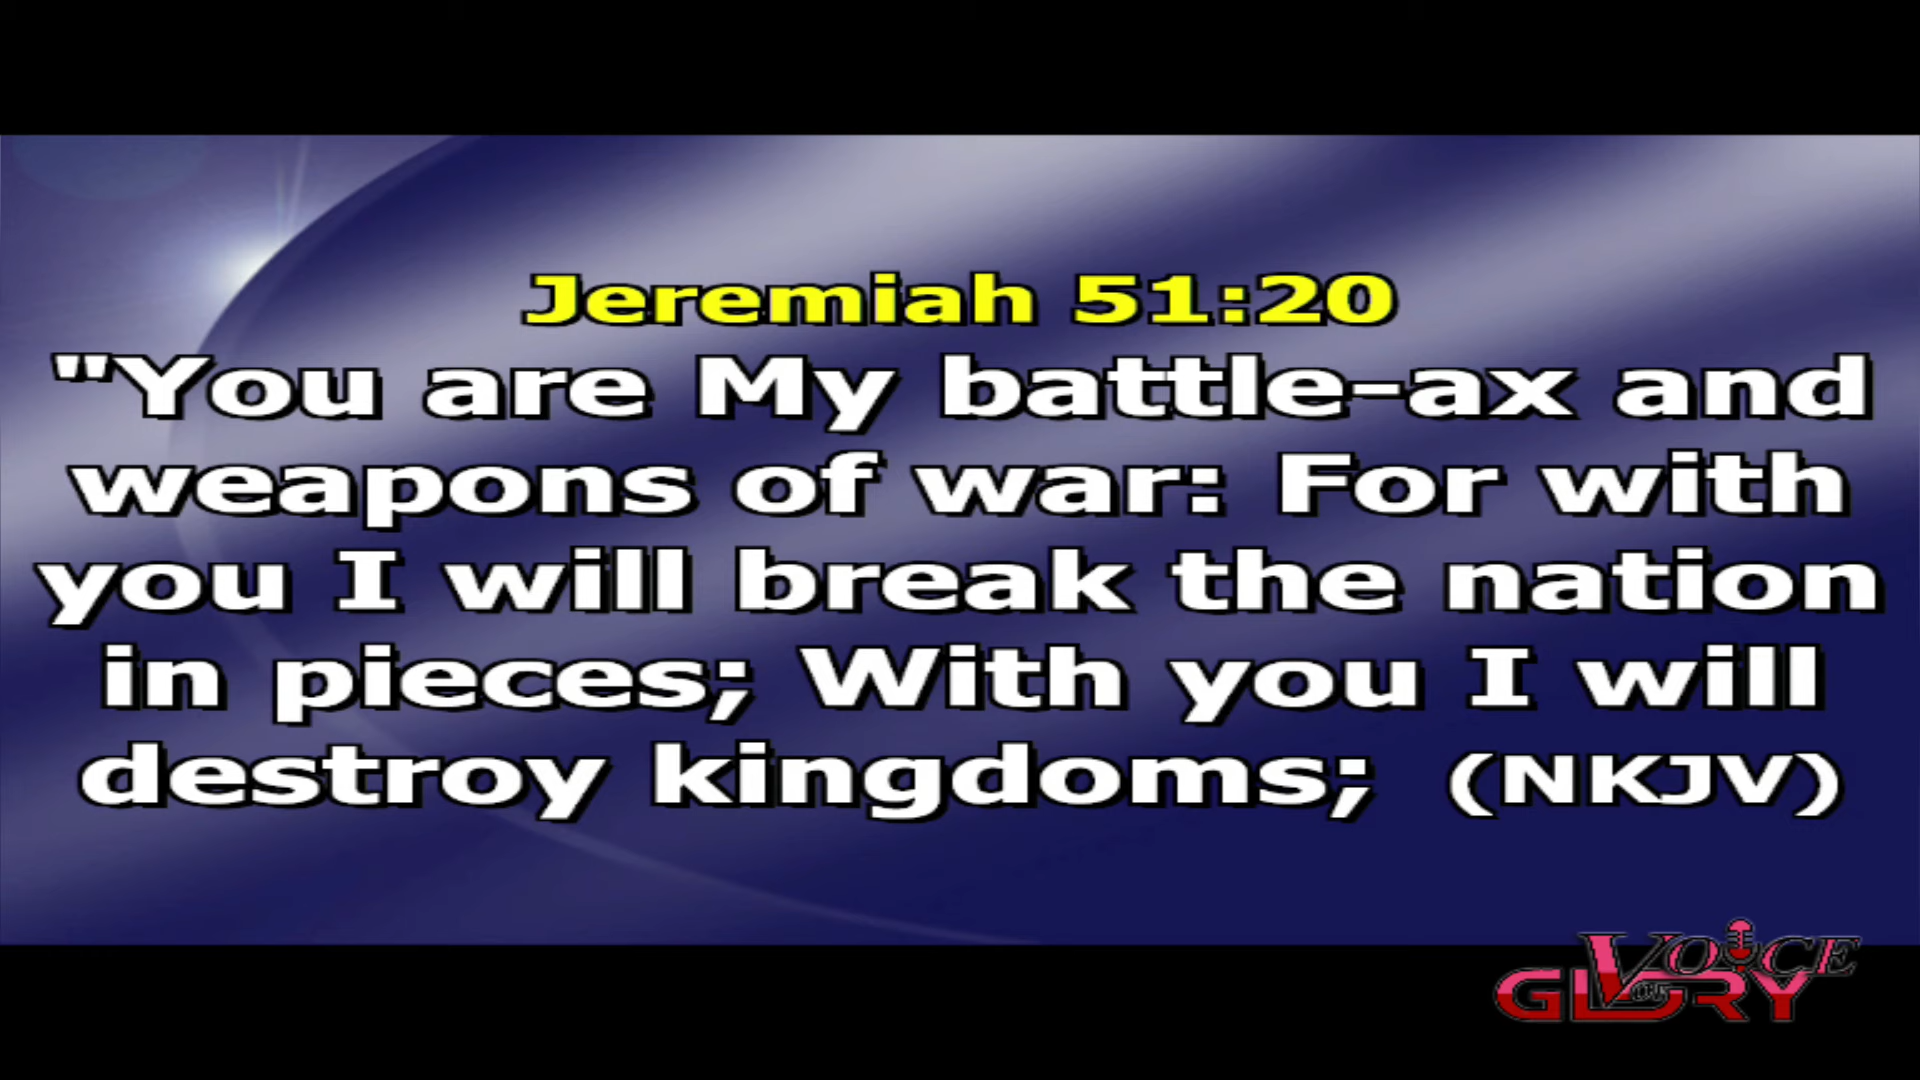 Jeremiah 51:20
"You are My battle-ax and
weapons of war: For with
you I will break the nation
in pieces; With you I will
destroy kingdoms; (NKJV)
VOICE
OF
GLORY